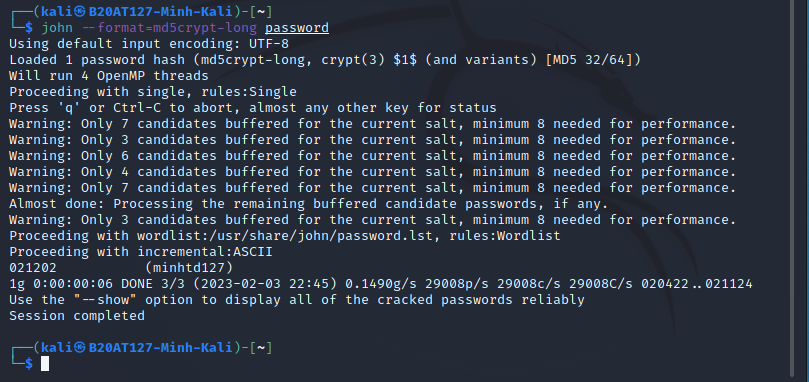 ┌──(kali㉿B20AT127-Minh-Kali)-[~]
└─$ john --format=md5crypt-long password
Using default input encoding: UTF-8
Loaded 1 password hash (md5crypt-long, crypt(3) $1$ (and variants) [MD5 32/64])
Will run 4 OpenMP threads
Proceeding with single, rules:Single
Press 'q' or Ctrl-C to abort, almost any other key for status
Warning: Only 7 candidates buffered for the current salt, minimum 8 needed for performance.
Warning: Only 3 candidates buffered for the current salt, minimum 8 needed for performance.
Warning: Only 6 candidates buffered for the current salt, minimum 8 needed for performance.
Warning: Only 4 candidates buffered for the current salt, minimum 8 needed for performance.
Warning: Only 7 candidates buffered for the current salt, minimum 8 needed for performance.
Almost done: Processing the remaining buffered candidate passwords, if any.
Warning: Only 3 candidates buffered for the current salt, minimum 8 needed for performance.
Proceeding with wordlist:/usr/share/john/password.lst, rules:Wordlist
Proceeding with incremental:ASCII
021202           (minhtd127)
1g 0:00:00:06 DONE 3/3 (2023-02-03 22:45) 0.1490g/s 29008p/s 29008c/s 29008C/s 020422..021124
Use the "--show" option to display all of the cracked passwords reliably
Session completed
┌──(kali㉿B20AT127-Minh-Kali)-[~]
└─$